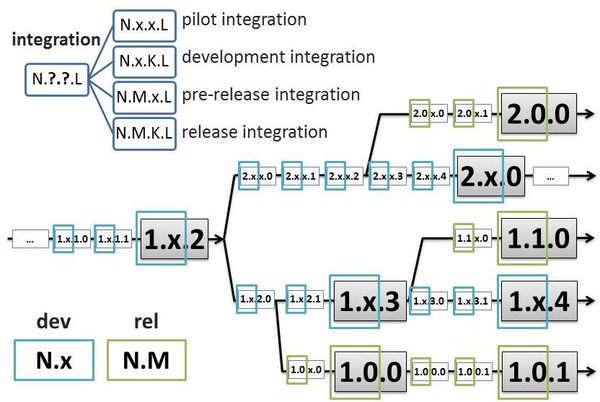 integration
N.?.?.L
N.x.x.L pilot integration
N.x.K.L development integration
N.M.x.L pre-release integration
N.M.K.L release integration
2.0.x.0 2.0.x.1 2.0.0
2.x.x.0 2.x.x.1 2.x.x.2 2.x.x.3 2.x.x.4 2.x.0 ...
... 1.x.1.0 1.x.1.1 1.x.2
1.1.x.0 1.1.0
1.x.2.0 1.x.2.1 1.x.3 1.x.3.0 1.x.3.1 1.x.4
dev rel
N.x N.M
1.0.x.0 1.0.0 1.0.0.0 1.0.0.1 1.0.1